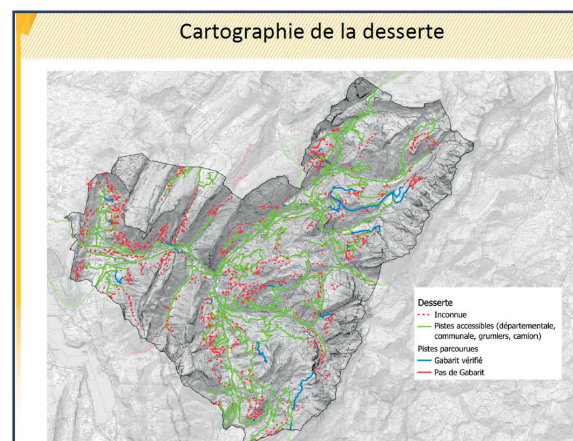 Cartographie de la desserte
Desserte
Inconnue
Pistes accessibles (départementale,
communale, grumiers, camion)
Pistes parcourues
Gabarit vérifié
Pas de Gabarit